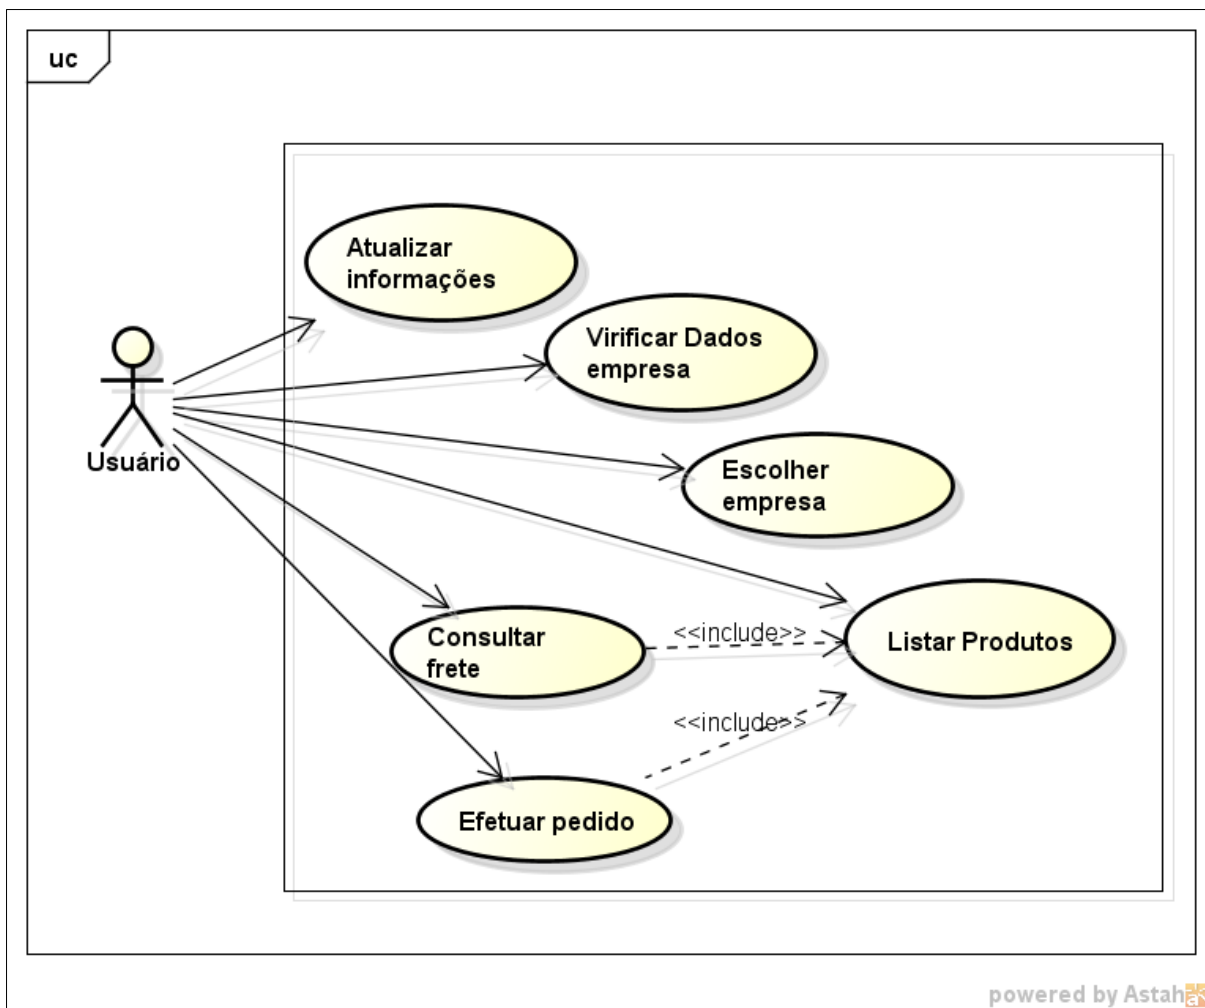 uc
Atualizar
informações
Virificar Dados
empresa
Usuário
Escolher
empresa
Consultar
frete
<<include>>
Listar Produtos
<<include>>
Efetuar pedido
powered by Astah